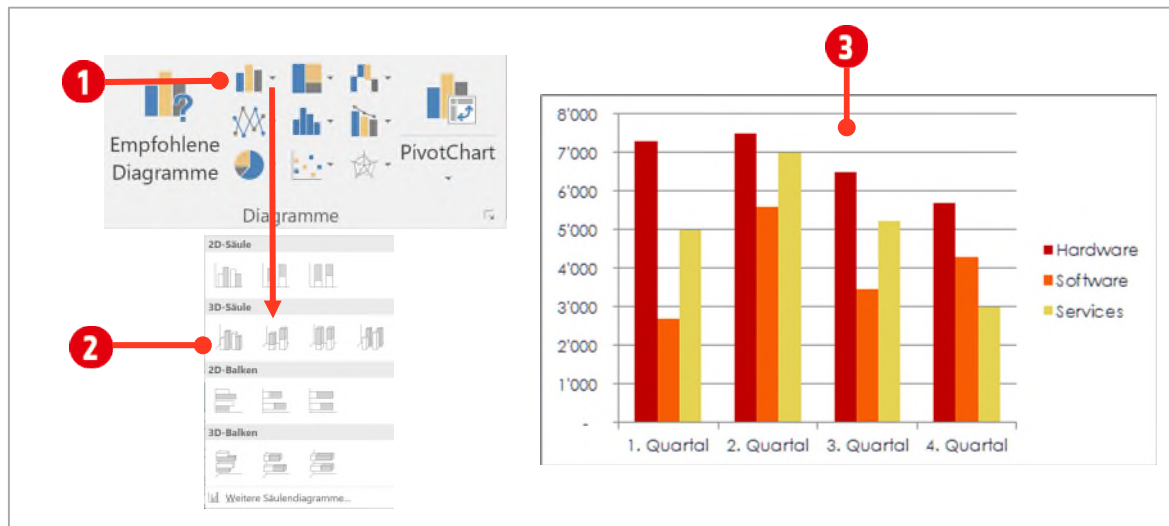 1
Empfohlene
Diagramme
PivotChart
Diagramme
2D-Säule
3D-Säule
2
2D-Balken
3D-Balken
Weitere Säulendiagramme...
3
8'000
7'000
6'000
5'000
4'000
3'000
2'000
1'000
-
1. Quartal
2. Quartal
3. Quartal
4. Quartal
Hardware
Software
Services